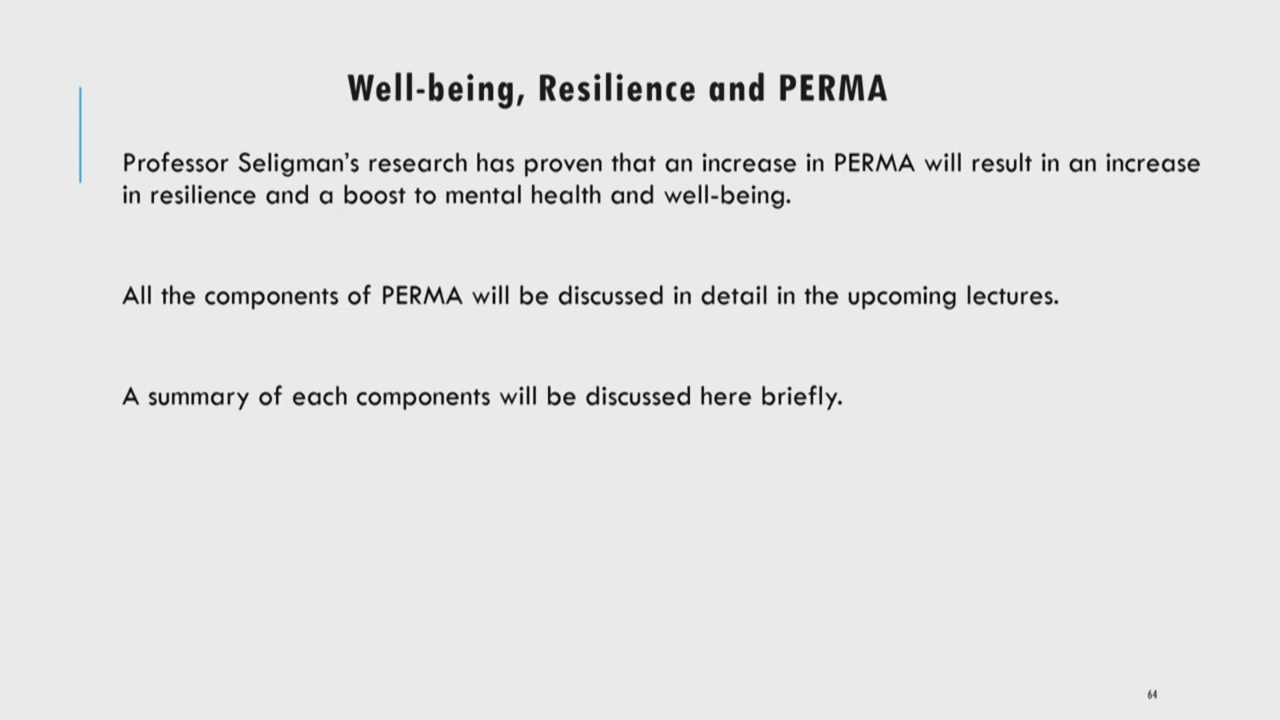 Well-being, Resilience and PERMA
Professor Seligman's research has proven that an increase in PERMA will result in an increase
in resilience and a boost to mental health and well-being.
All the components of PERMA will be discussed in detail in the upcoming lectures.
A summary of each components will be discussed here briefly.
64